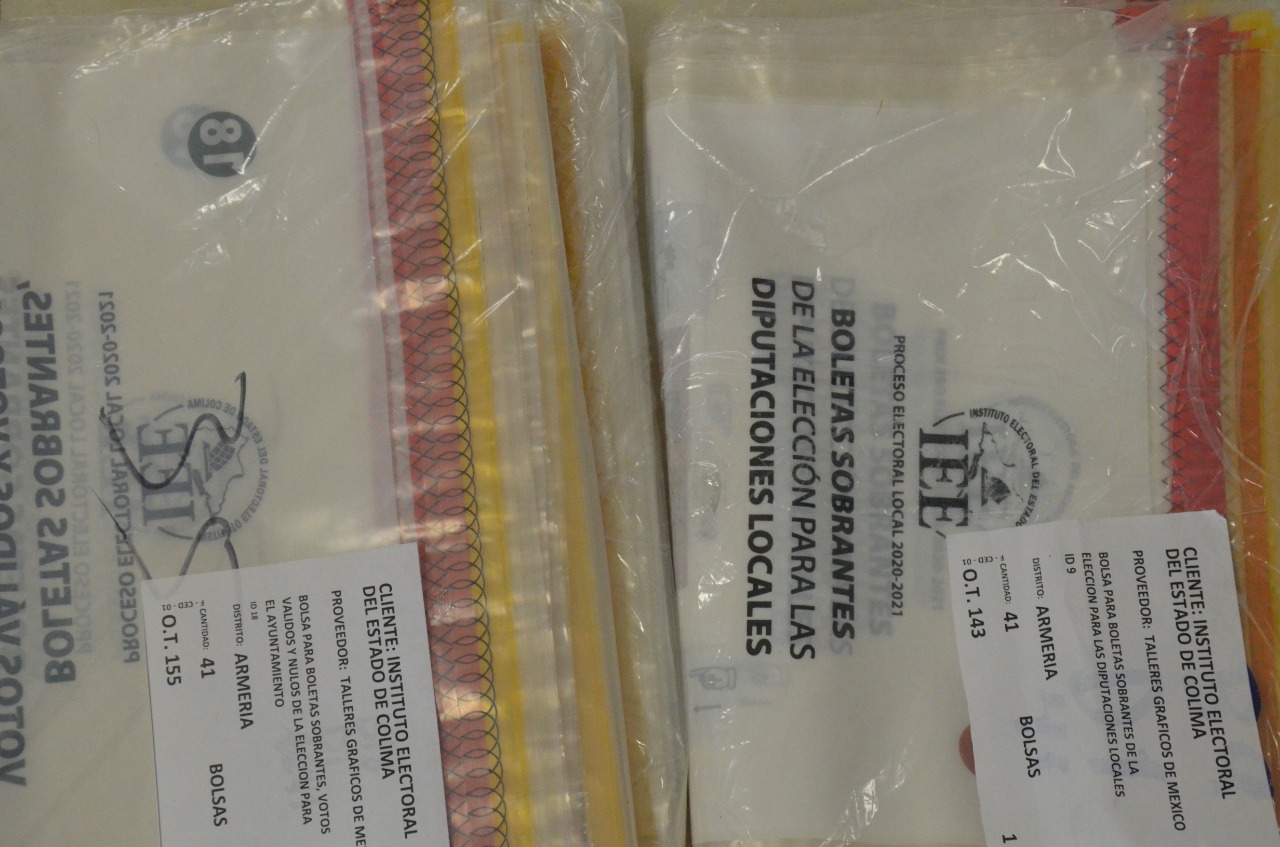 18
PROCESO ELECTORAL LOCAL 2020-2021
BOLETAS SOBRANTES,
VOTOS VÁLIDOS Y
IEE
CLIENTE: INSTITUTO ELECTORAL
DEL ESTADO DE COLIMA
PROVEEDOR: TALLERES GRAFICOS DE ME
BOLSA PARA BOLETAS SOBRANTES, VOTOS
VALIDOS Y NULOS DE LA ELECCION PARA
EL AYUNTAMIENTO
ID 18
DISTRITO: ARMERIA
CANTIDAD: 41 BOLSAS
O.T. 155
INSTITUTO ELECTORAL DEL ESTADO
IEE
PROCESO ELECTORAL LOCAL 2020-2021
BOLETAS SOBRANTES
DE LA ELECCIÓN PARA LAS
DIPUTACIONES LOCALES
CLIENTE: INSTITUTO ELECTORAL
DEL ESTADO DE COLIMA
PROVEEDOR: TALLERES GRAFICOS DE MEXICO
BOLSA PARA BOLETAS SOBRANTES DE LA
ELECCION PARA LAS DIPUTACIONES LOCALES
ID 9
DISTRITO: ARMERIA
CANTIDAD: 41 BOLSAS 1
O.T. 143